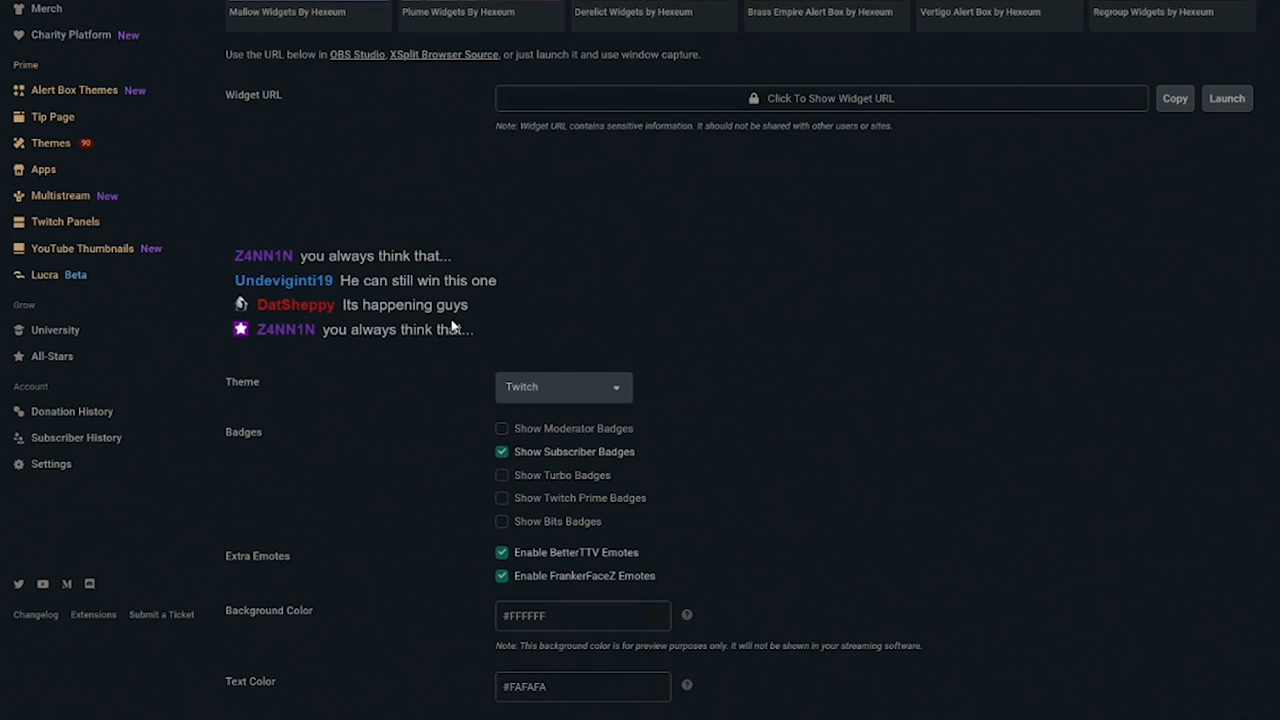 Merch
Charity Platform New
Prime
Alert Box Themes New
Tip Page
Themes 90
Apps
Multistream New
Twitch Panels
YouTube Thumbnails New
Lucra Beta
Grow
University
All-Stars
Account
Donation History
Subscriber History
Settings
Changelog Extensions Submit a Ticket
Mallow Widgets By Hexeum Plume Widgets By Hexeum Derelict Widgets by Hexeum Brass Empire Alert Box by Hexeum Vertigo Alert Box by Hexeum Regroup Widgets by Hexeum
Use the URL below in OBS Studio, XSplit Browser Source, or just launch it and use window capture.
Widget URL Click To Show Widget URL Copy Launch
Note: Widget URL contains sensitive information. It should not be shared with other users or sites.
Z4NN1N you always think that...
Undeviginti19 He can still win this one
DatSheppy Its happening guys
Z4NN1N you always think that...
Theme Twitch
Badges Show Moderator Badges
Show Subscriber Badges
Show Turbo Badges
Show Twitch Prime Badges
Show Bits Badges
Extra Emotes Enable BetterTTV Emotes
Enable FrankerFaceZ Emotes
Background Color #FFFFFF
Note: This background color is for preview purposes only. It will not be shown in your streaming software.
Text Color #FAFAFA